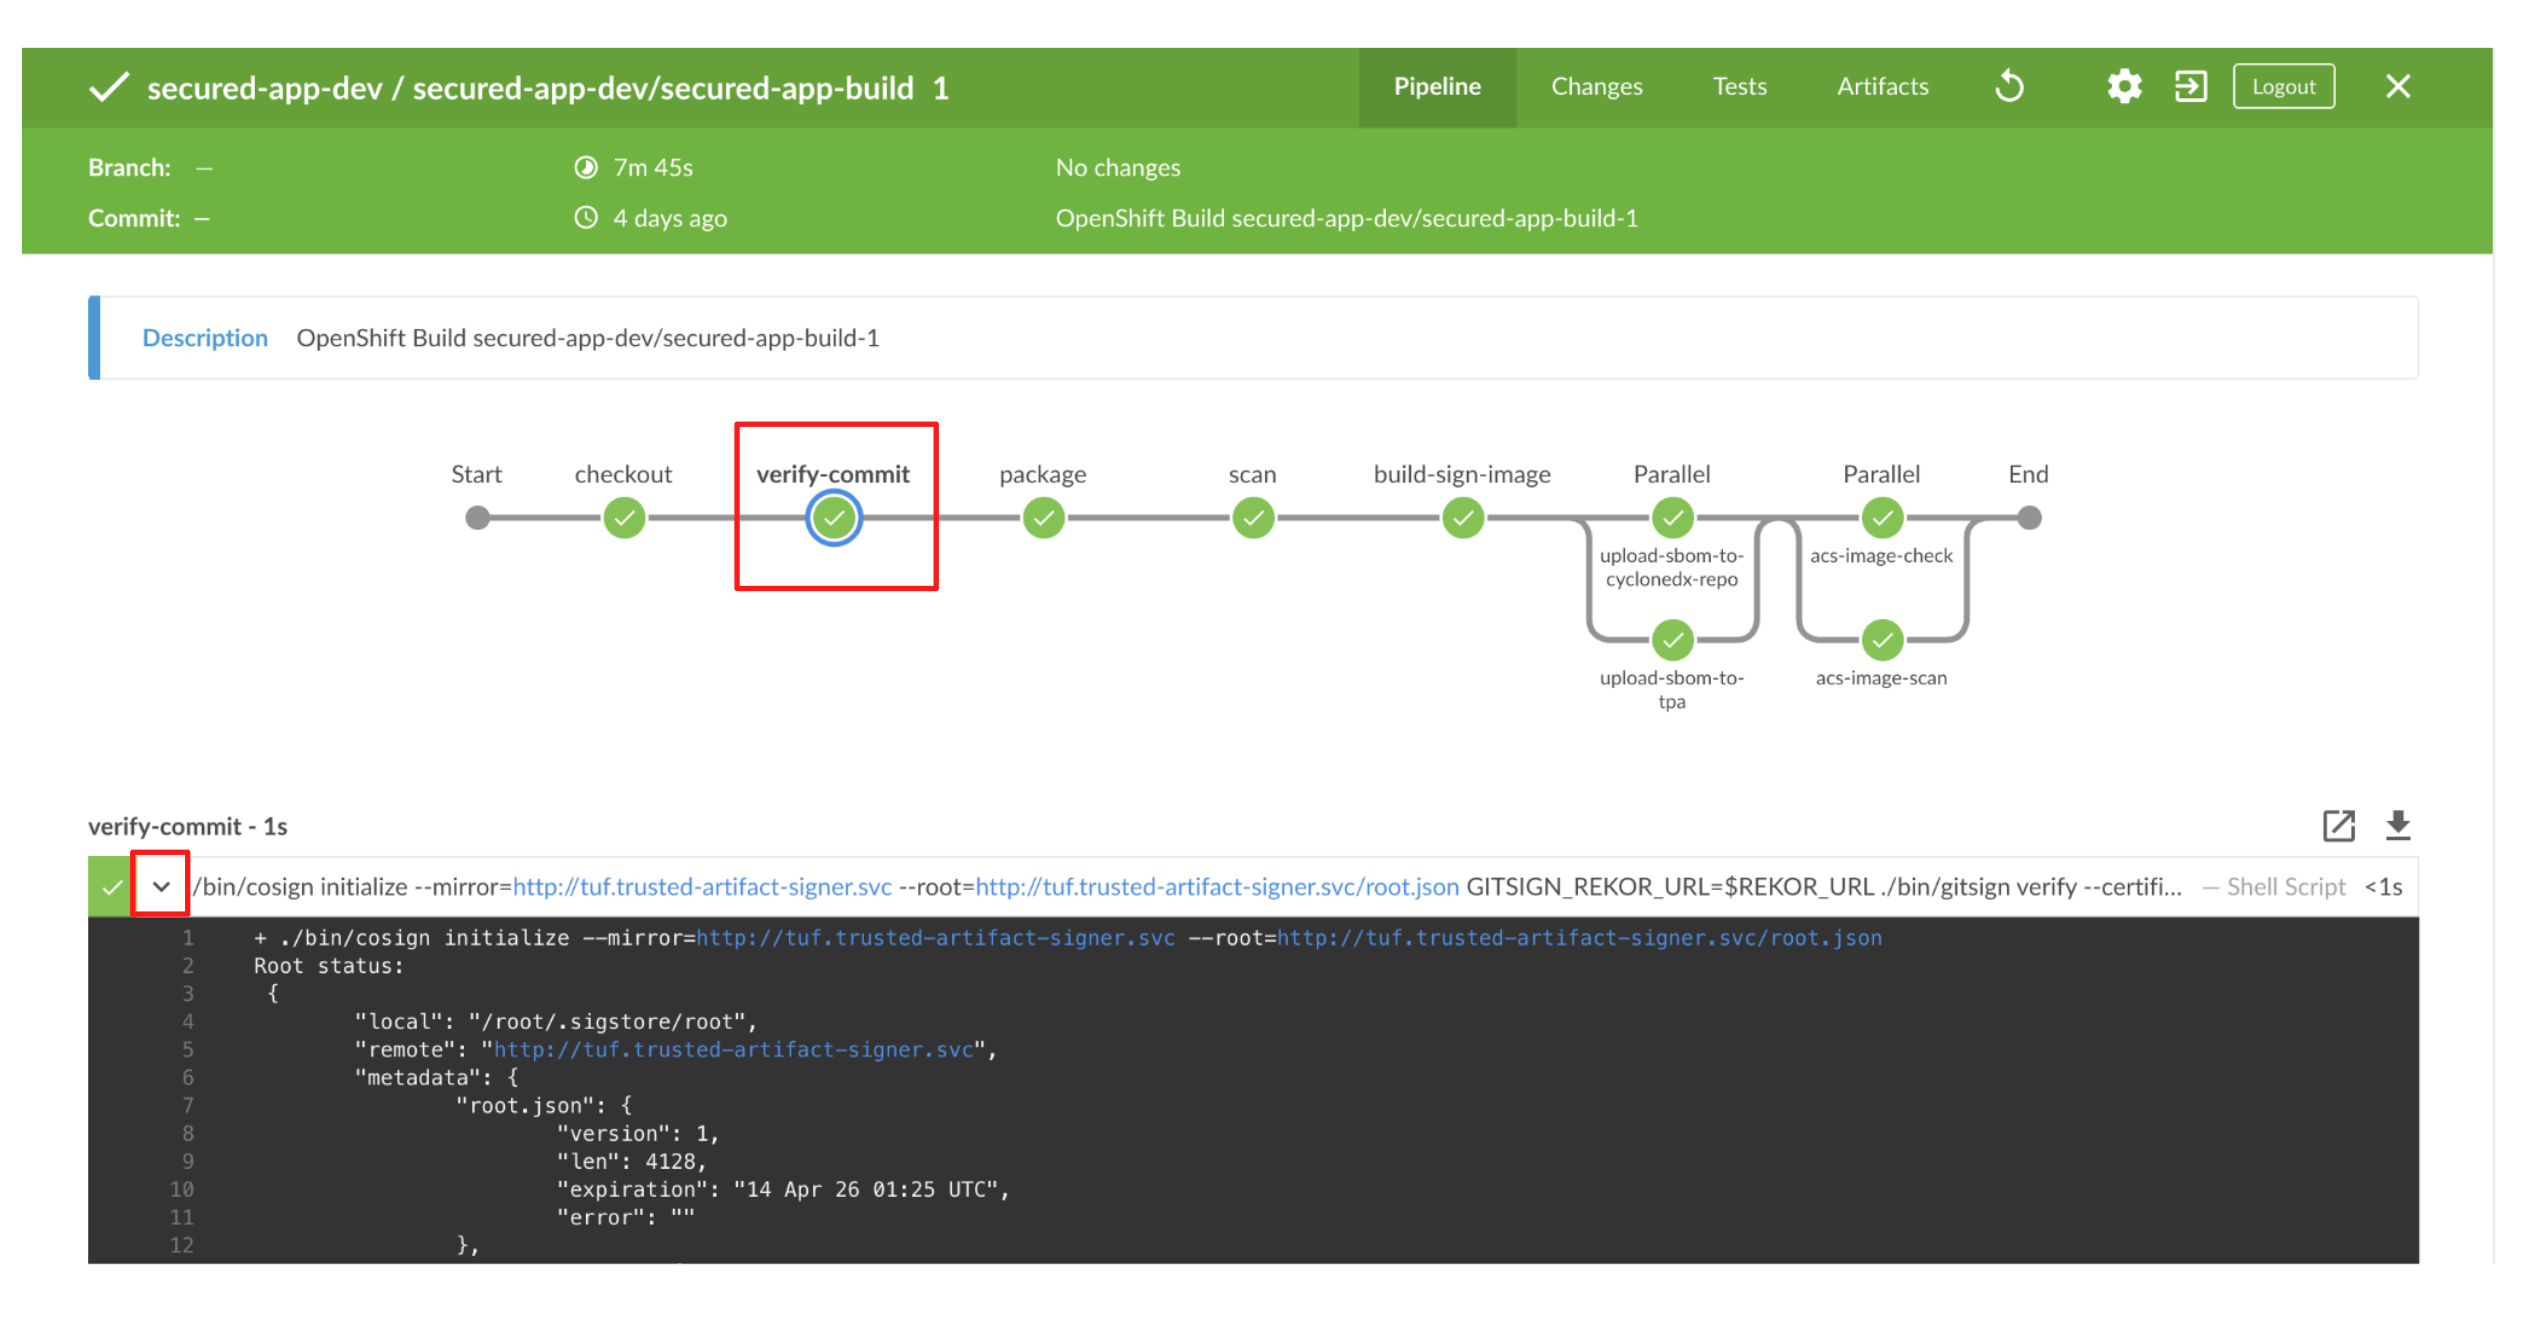 secured-app-dev / secured-app-dev/secured-app-build 1
Pipeline Changes Tests Artifacts Logout
Branch: — 7m 45s No changes
Commit: — 4 days ago OpenShift Build secured-app-dev/secured-app-build-1
Description OpenShift Build secured-app-dev/secured-app-build-1
Start checkout verify-commit package scan build-sign-image Parallel Parallel End
upload-sbom-to-
cyclonedx-repo
acs-image-check
upload-sbom-to-
tpa
acs-image-scan
verify-commit - 1s
/bin/cosign initialize --mirror=http://tuf.trusted-artifact-signer.svc --root=http://tuf.trusted-artifact-signer.svc/root.json GITSIGN_REKOR_URL=$REKOR_URL ./bin/gitsign verify --certifi... — Shell Script <1s
1 + ./bin/cosign initialize --mirror=http://tuf.trusted-artifact-signer.svc --root=http://tuf.trusted-artifact-signer.svc/root.json
2 Root status:
3 {
4 "local": "/root/.sigstore/root",
5 "remote": "http://tuf.trusted-artifact-signer.svc",
6 "metadata": {
7 "root.json": {
8 "version": 1,
9 "len": 4128,
10 "expiration": "14 Apr 26 01:25 UTC",
11 "error": ""
12 },